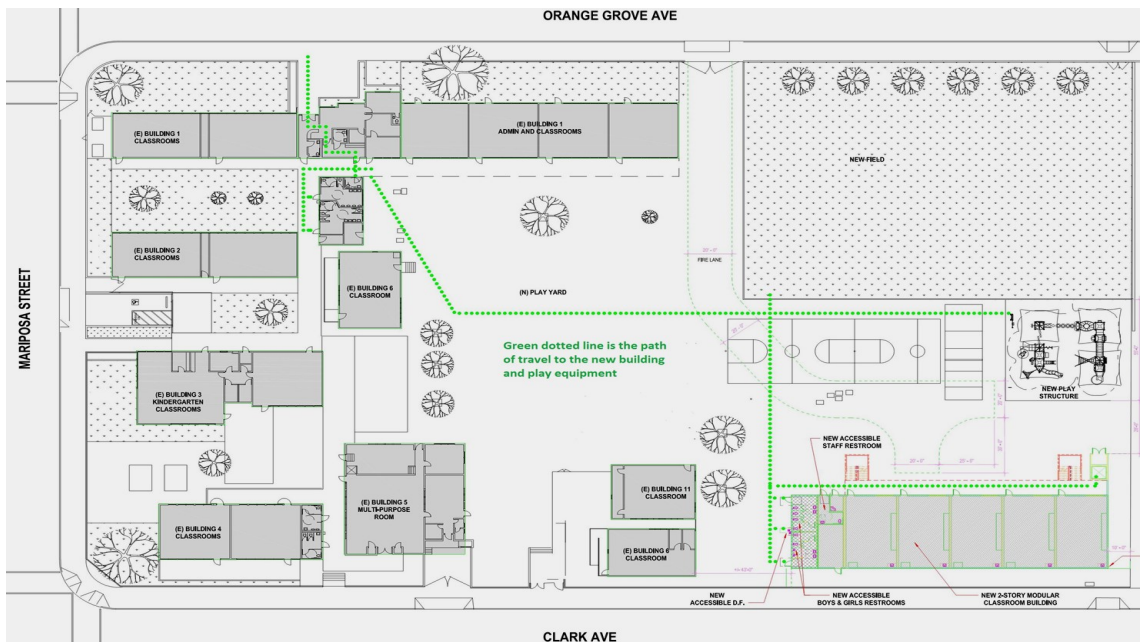 ORANGE GROVE AVE
(E) BUILDING 1
CLASSROOMS
(E) BUILDING 1
ADMIN AND CLASSROOMS
NEW FIELD
(E) BUILDING 2
CLASSROOMS
MARIPOSA STREET
(E) BUILDING 6
CLASSROOM
(N) PLAY YARD
FIRE LANE
Green dotted line is the path
of travel to the new building
and play equipment
NEW PLAY
STRUCTURE
(E) BUILDING 3
KINDERGARTEN
CLASSROOMS
NEW ACCESSIBLE
STAFF RESTROOM
(E) BUILDING 5
MULTI-PURPOSE
ROOM
(E) BUILDING 11
CLASSROOM
(E) BUILDING 4
CLASSROOMS
(E) BUILDING 6
CLASSROOM
NEW
ACCESSIBLE D.F.
NEW ACCESSIBLE
BOYS & GIRLS RESTROOMS
NEW 2-STORY MODULAR
CLASSROOM BUILDING
CLARK AVE